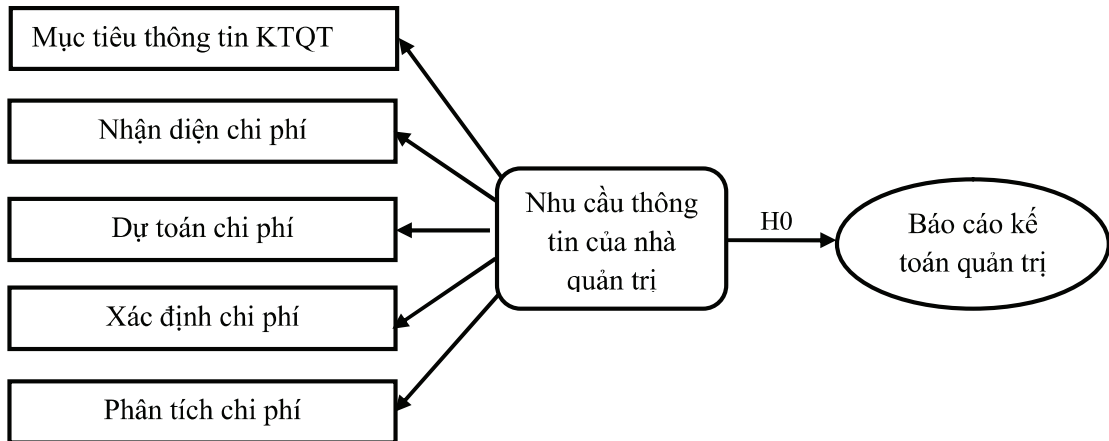 Mục tiêu thông tin KTQT
Nhận diện chi phí
Dự toán chi phí
Xác định chi phí
Phân tích chi phí
Nhu cầu thông
tin của nhà
quản trị
H0
Báo cáo kế
toán quản trị